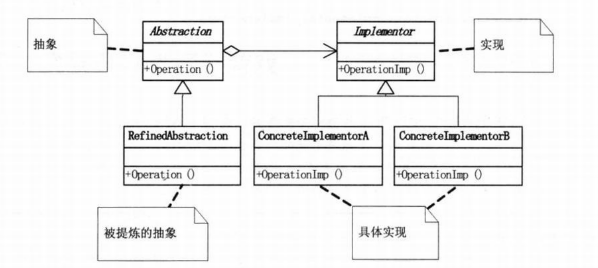 抽象
Abstraction
+Operation ()
Implementor
+OperationImp ()
实现
RefinedAbstraction
+Operation ()
ConcreteImplementorA
+OperationImp ()
ConcreteImplementorB
+OperationImp ()
被提炼的抽象
具体实现